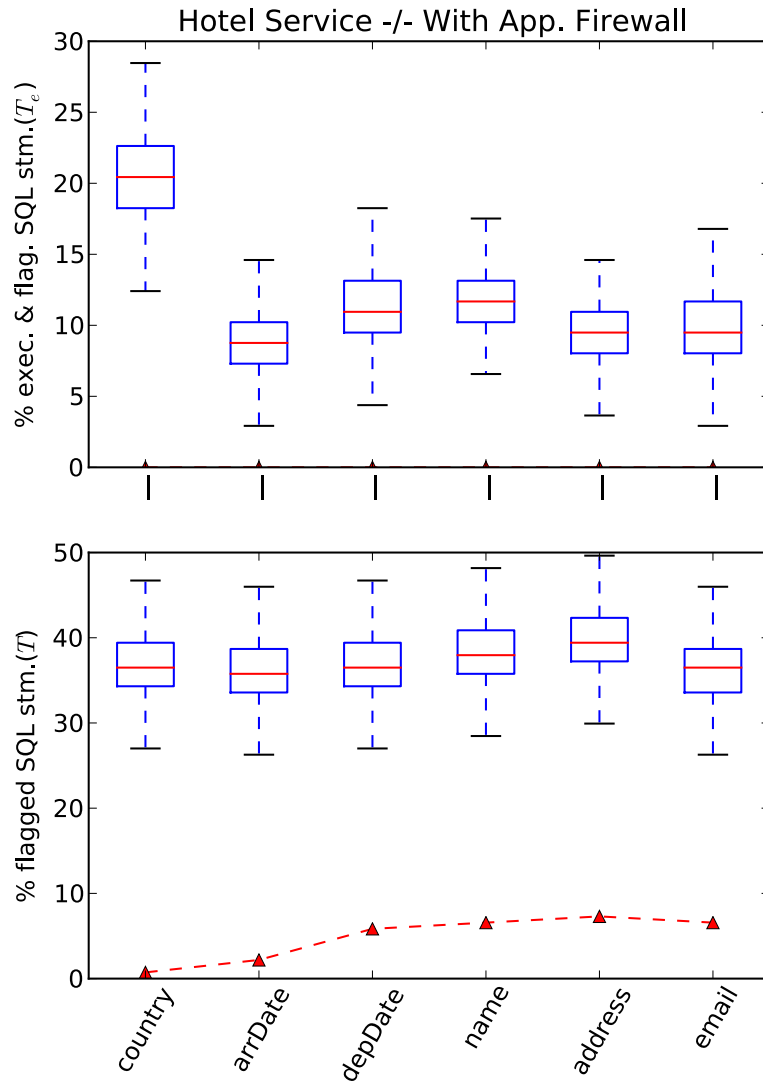 Hotel Service -/- With App. Firewall
% exec. & flag. SQL stm.(Te)
30
25
20
15
10
5
0
% flagged SQL stm.(T)
50
40
30
20
10
0
country
arrDate
depDate
name
address
email